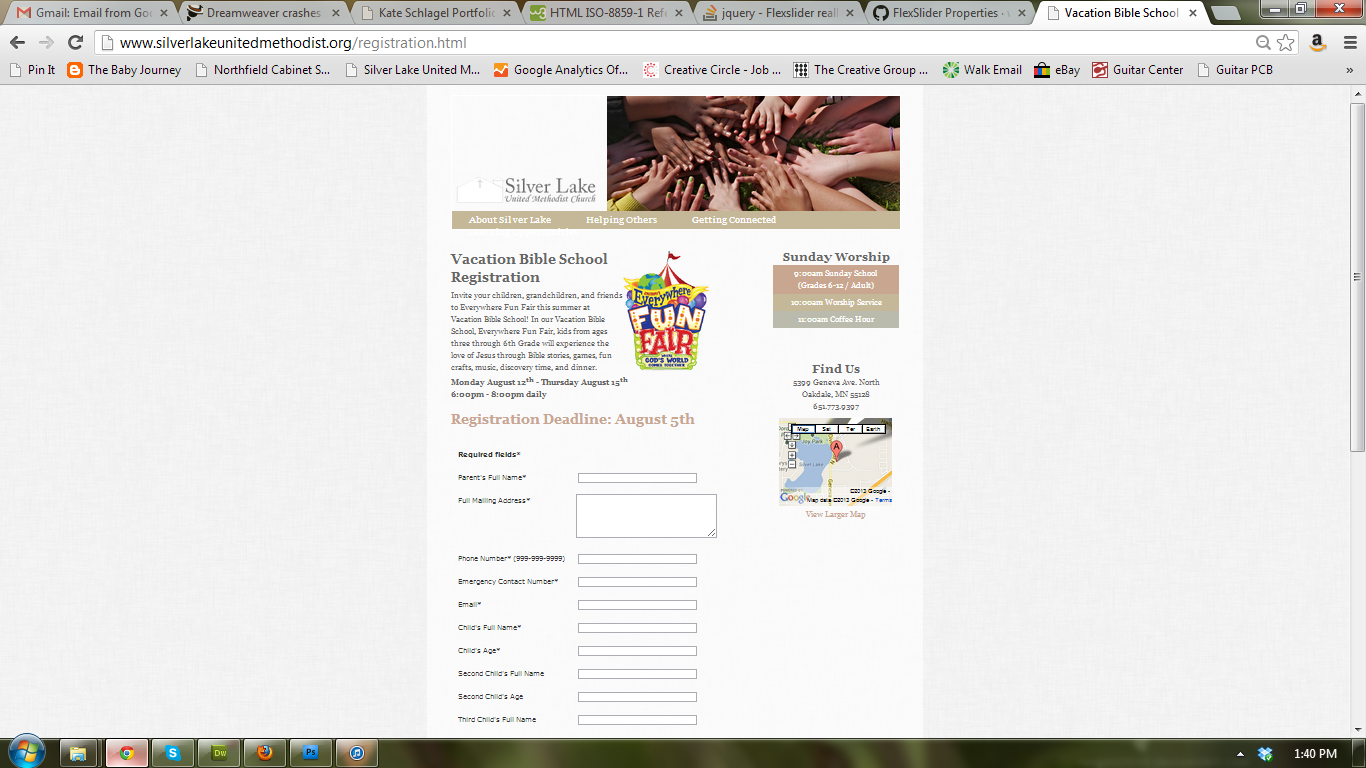 Gmail: Email from Goo
Dreamweaver crashes
Kate Schlagel Portfolio
HTML ISO-8859-1 Refe
jquery - Flexslider reall
FlexSlider Properties ·
Vacation Bible School
www.silverlakeunitedmethodist.org/registration.html
Pin It
The Baby Journey
Northfield Cabinet S...
Silver Lake United M...
Google Analytics Of...
Creative Circle - Job ...
The Creative Group ...
Walk Email
eBay
Guitar Center
Guitar PCB
»
Silver Lake
United Methodist Church
About Silver Lake
Helping Others
Getting Connected
Vacation Bible School
Registration
Invite your children, grandchildren, and friends
to Everywhere Fun Fair this summer at
Vacation Bible School! In our Vacation Bible
School, Everywhere Fun Fair, kids from ages
three through 6th Grade will experience the
love of Jesus through Bible stories, games, fun
crafts, music, discovery time, and dinner.
Monday August 12th - Thursday August 15th
6:00pm - 8:00pm daily
Everywhere
FUN
FAIR
WHERE
GOD'S WORLD
COMES TOGETHER
Registration Deadline: August 5th
Required fields*
Parent's Full Name*
Full Mailing Address*
Phone Number* (999-999-9999)
Emergency Contact Number*
Email*
Child's Full Name*
Child's Age*
Second Child's Full Name
Second Child's Age
Third Child's Full Name
Sunday Worship
9:00am Sunday School
(Grades 6-12 / Adult)
10:00am Worship Service
11:00am Coffee Hour
Find Us
5399 Geneva Ave. North
Oakdale, MN 55128
651.773.9397
Map
Sat
Ter
Earth
Joy Park
Silver Lake
A
Google
©2013 Google -
Map data ©2013 Google - Terms
View Larger Map
S
Dw
Ps
1:40 PM